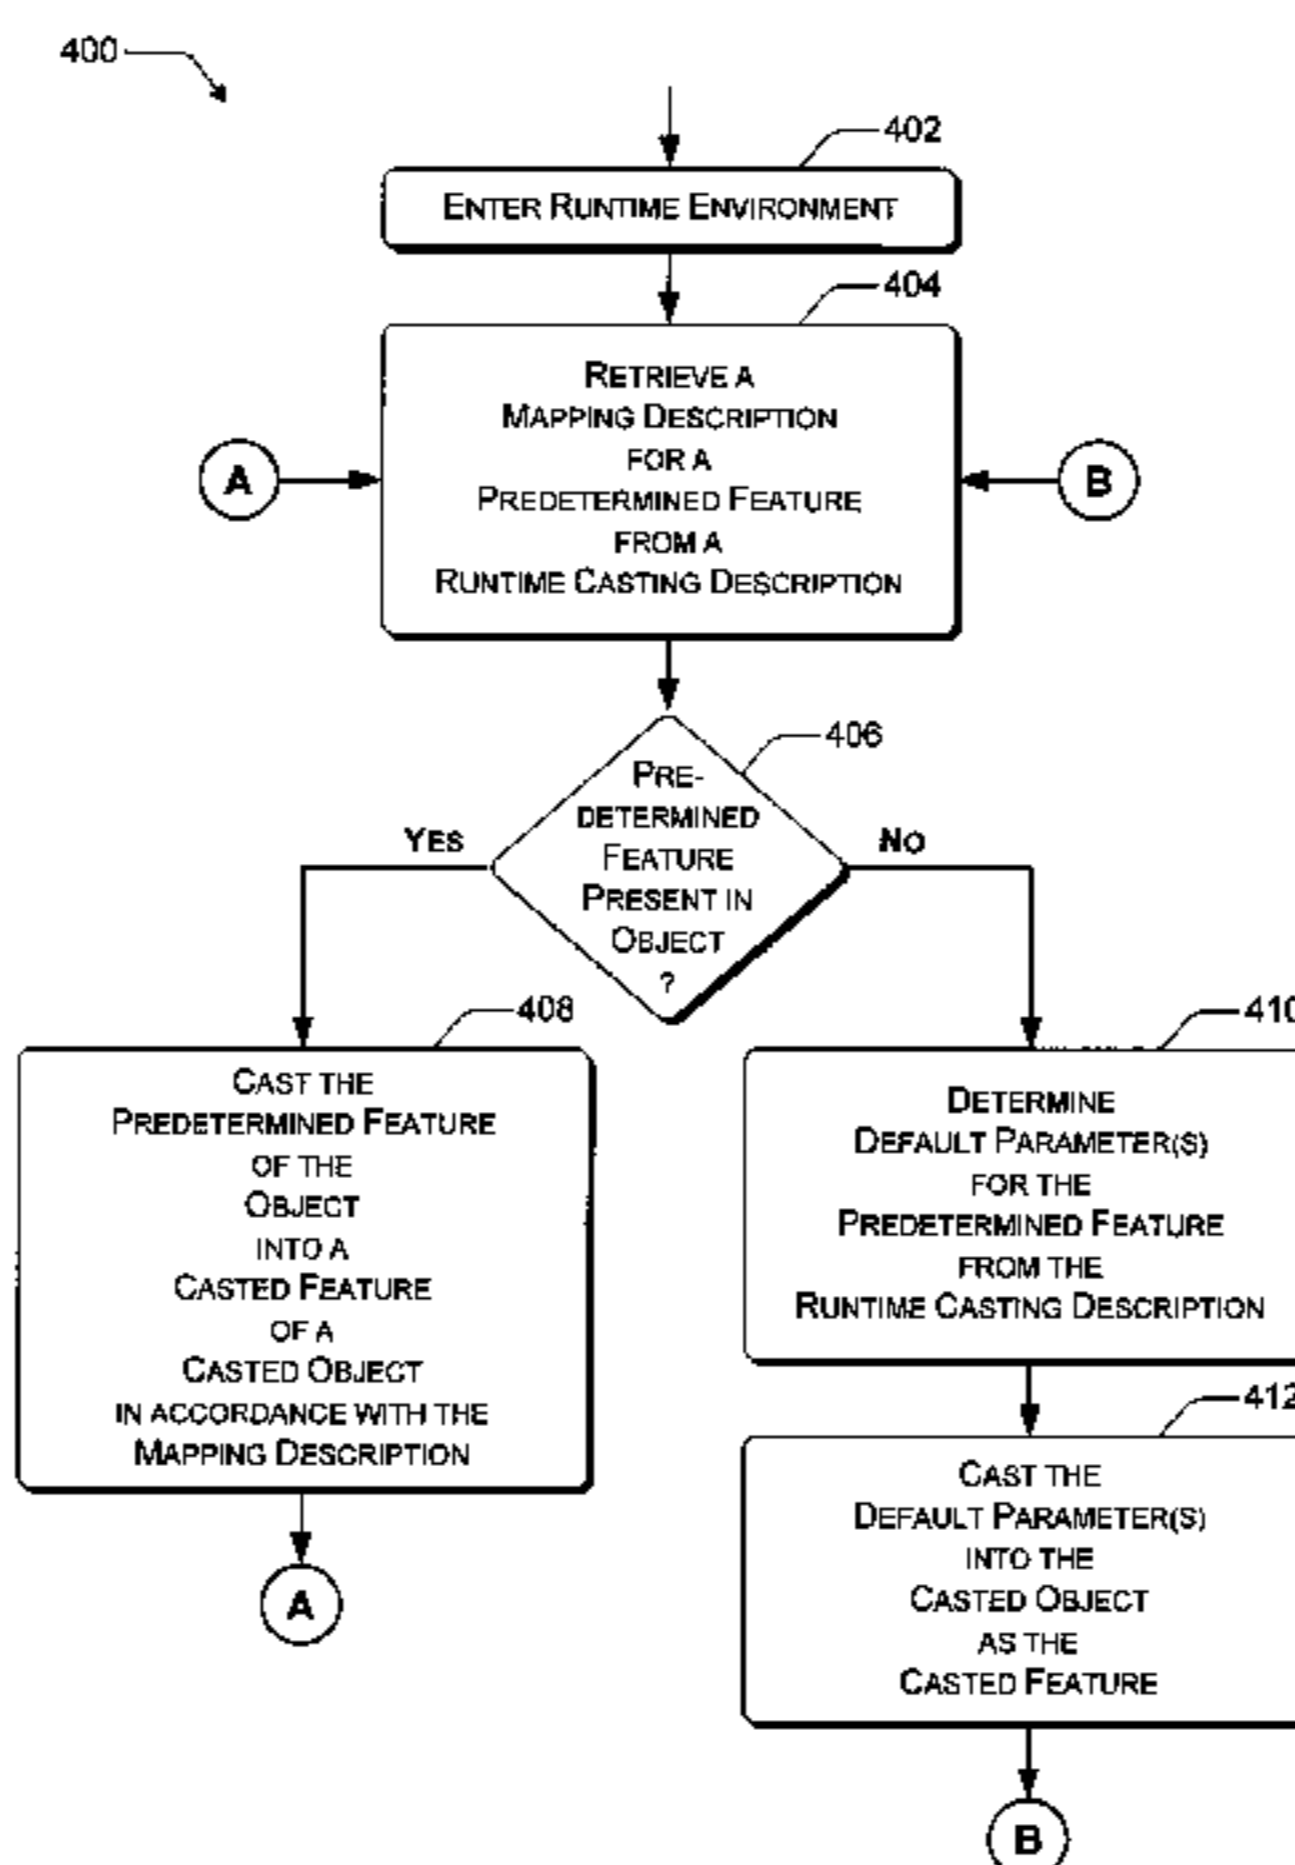 400
402
ENTER RUNTIME ENVIRONMENT
404
RETRIEVE A
MAPPING DESCRIPTION
FOR A
PREDETERMINED FEATURE
FROM A
RUNTIME CASTING DESCRIPTION
A
B
406
PRE-
DETERMINED
FEATURE
PRESENT IN
OBJECT
?
YES
NO
408
CAST THE
PREDETERMINED FEATURE
OF THE
OBJECT
INTO A
CASTED FEATURE
OF A
CASTED OBJECT
IN ACCORDANCE WITH THE
MAPPING DESCRIPTION
A
410
DETERMINE
DEFAULT PARAMETER(S)
FOR THE
PREDETERMINED FEATURE
FROM THE
RUNTIME CASTING DESCRIPTION
412
CAST THE
DEFAULT PARAMETER(S)
INTO THE
CASTED OBJECT
AS THE
CASTED FEATURE
B